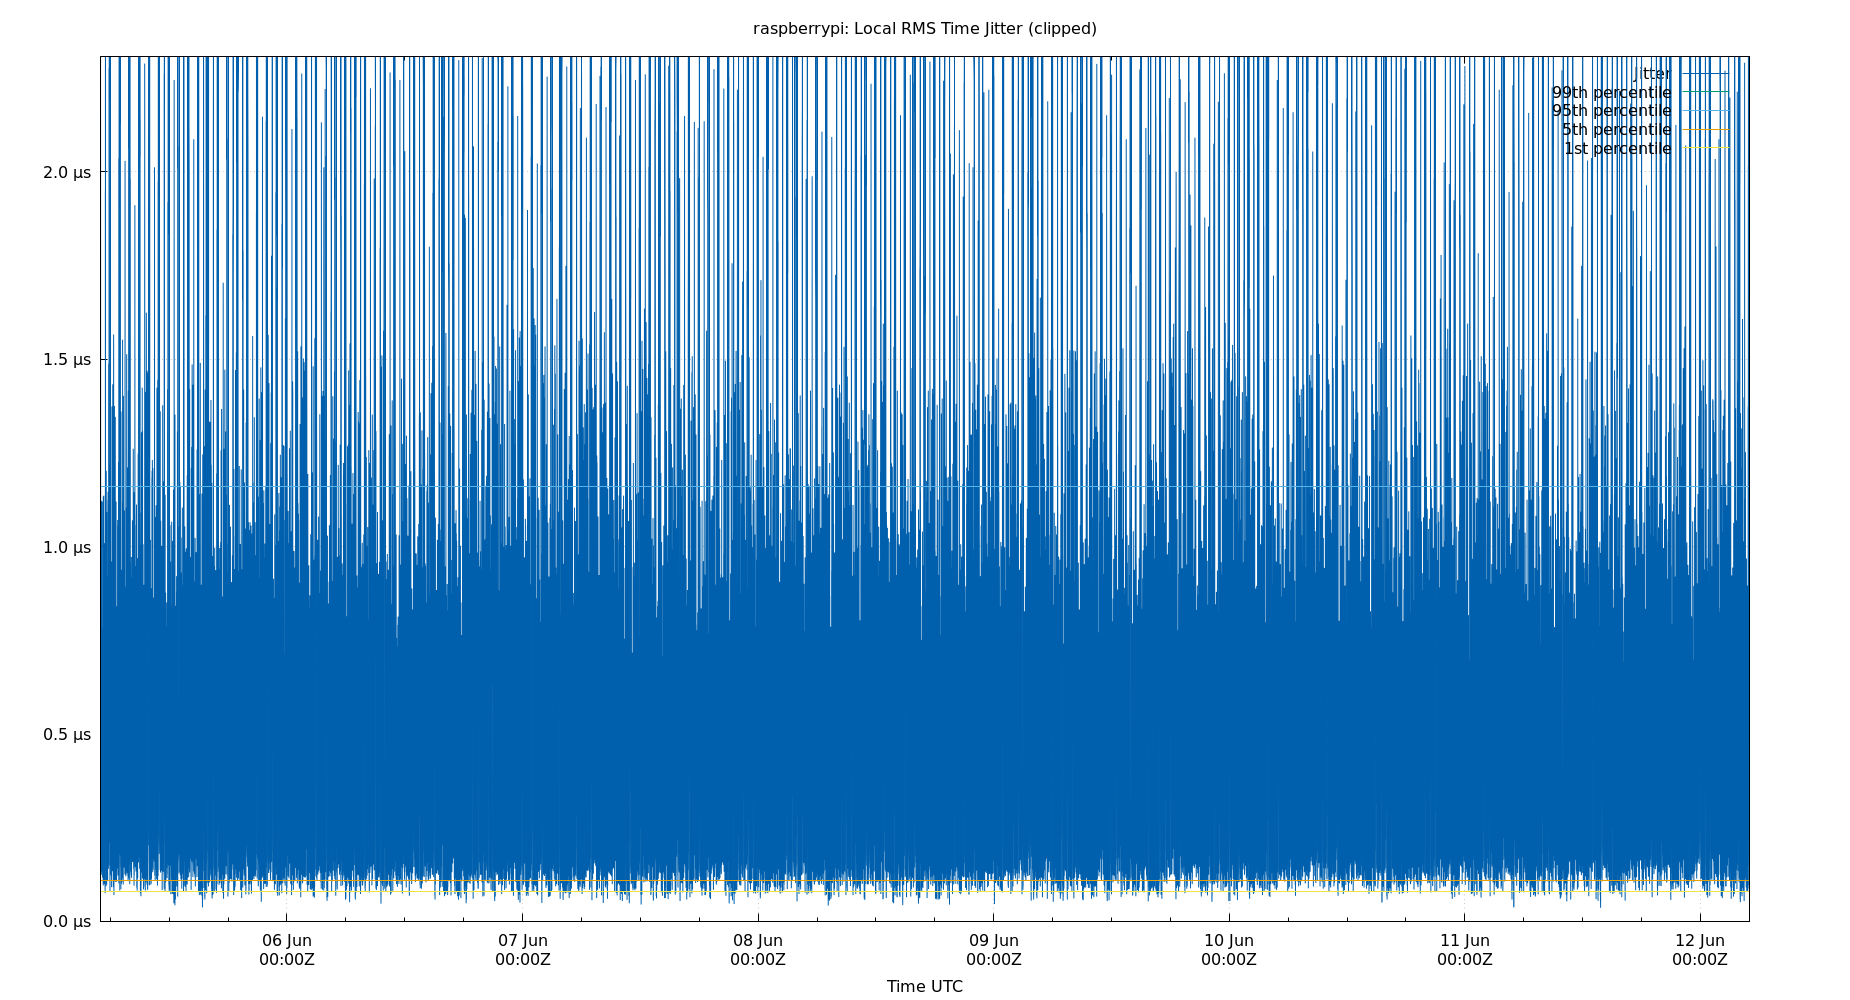 raspberrypi: Local RMS Time Jitter (clipped)
jitter
99th percentile
95th percentile
5th percentile
1st percentile
2.0 µs
1.5 µs
1.0 µs
0.5 µs
0.0 µs
06 Jun 07 Jun 08 Jun 09 Jun 10 Jun 11 Jun 12 Jun
00:00Z 00:00Z 00:00Z 00:00Z 00:00Z 00:00Z 00:00Z
Time UTC